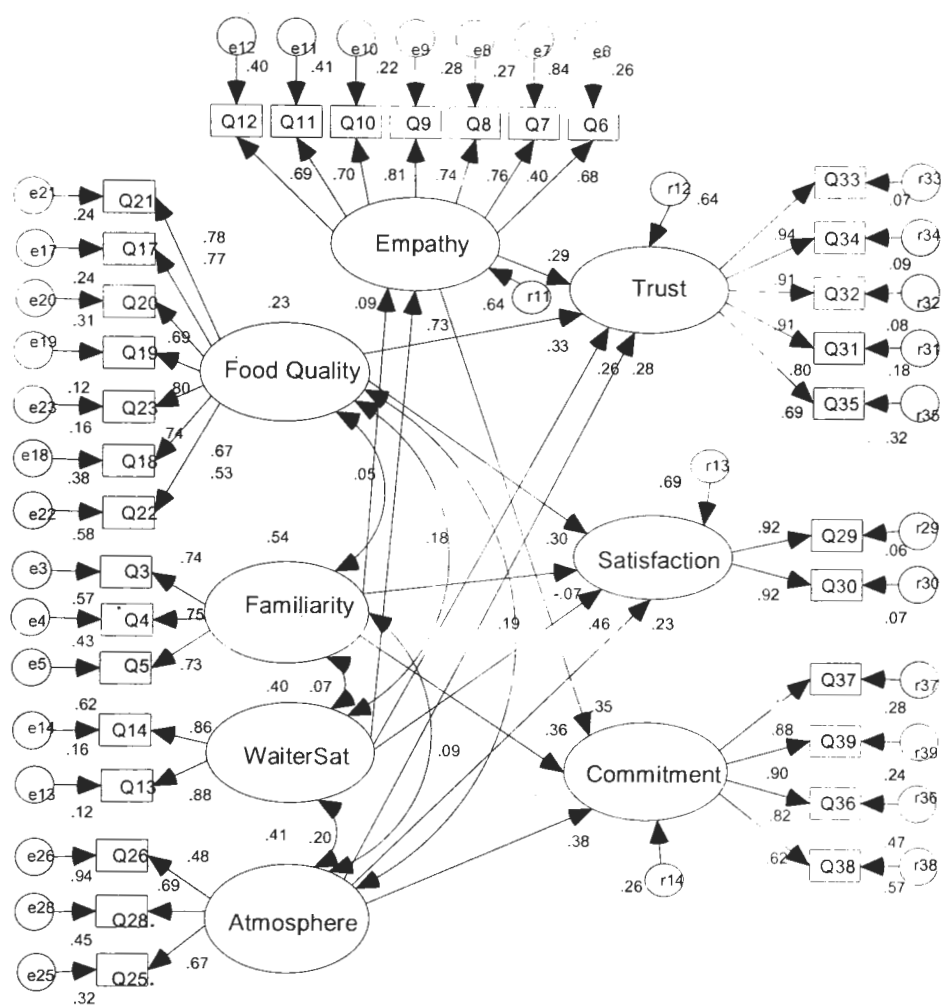 e12 e11 e10 e9 e8 e7 e6
.40 .41 .22 .28 .27 .84 .26
Q12 Q11 Q10 Q9 Q8 Q7 Q6
.69 .70 .81 .74 .76 .40 .68
Empathy
r12
.64
.29
r11
.64
.09
.73
Trust
.33
.26 .28
Q33 r33
.07
.94 Q34 r34
.09
.91 Q32 r32
.08
.91 Q31 r31
.18
.80
.69 Q35 r35
.32
e21 Q21
.24
e17 Q17
.24
e20 Q20
.31
e19 Q19
.12
e23 Q23
.16
e18 Q18
.38
e22 Q22
.58
.78
.77
.69
.80
.74
.67
.53
.23
Food Quality
.05
.18
r13
.69
Satisfaction
.30
-.07
.19 .46 .23
.92 Q29 r29
.06
.92 Q30 r30
.07
e3 Q3 .74
.57
e4 Q4 .75
.43
e5 Q5 .73
.54
Familiarity
.40 .07
.62
e14 Q14 .86
.16
e13 Q13 .88
.12
WaiterSat
.09
.41 .20
.36 .35
Commitment
.38
.26 r14
Q37 r37
.28
.88 Q39 r39
.24
.90 Q36 r36
.82 .47
.62 Q38 r38
.57
e26 Q26 .48
.94 .69
e28 Q28.
.45
e25 Q25. .67
.32
Atmosphere